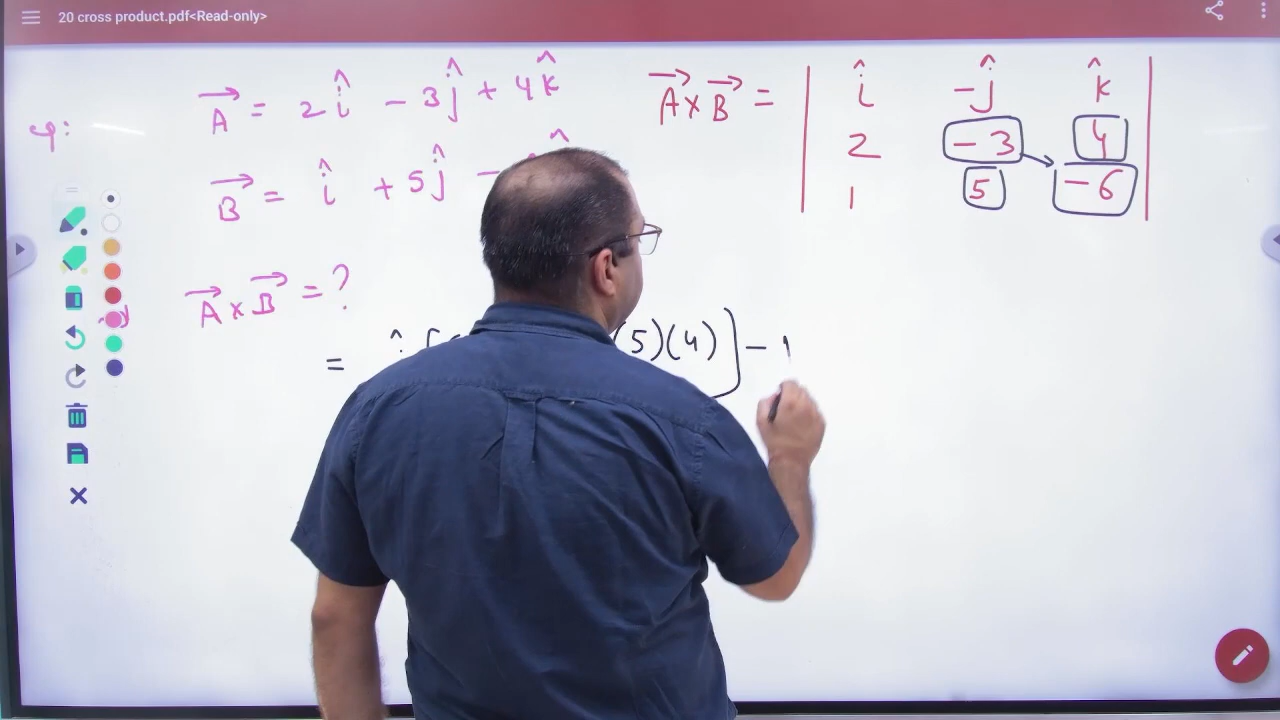 20 cross product.pdf<Read-only>
φ:
A⃗ = 2î - 3ĵ + 4k̂
B⃗ = î + 5ĵ -
A⃗ × B⃗ = ?
A⃗ × B⃗ = | î -ĵ k̂ |
| 2 -3 4 |
| 1 5 -6 |
= (5)(4)] -